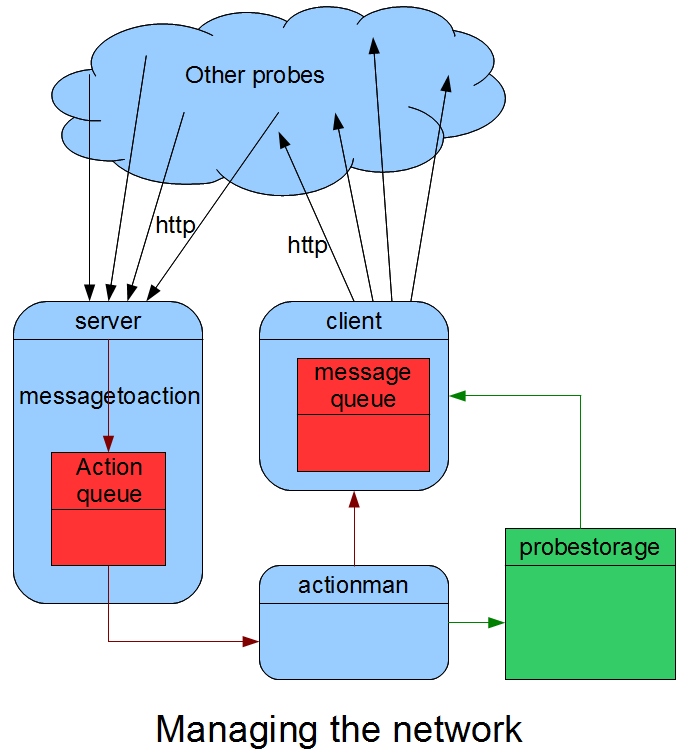 Other probes
http
http
server
client
messagetoaction
message
queue
Action
queue
probestorage
actionman
Managing the network